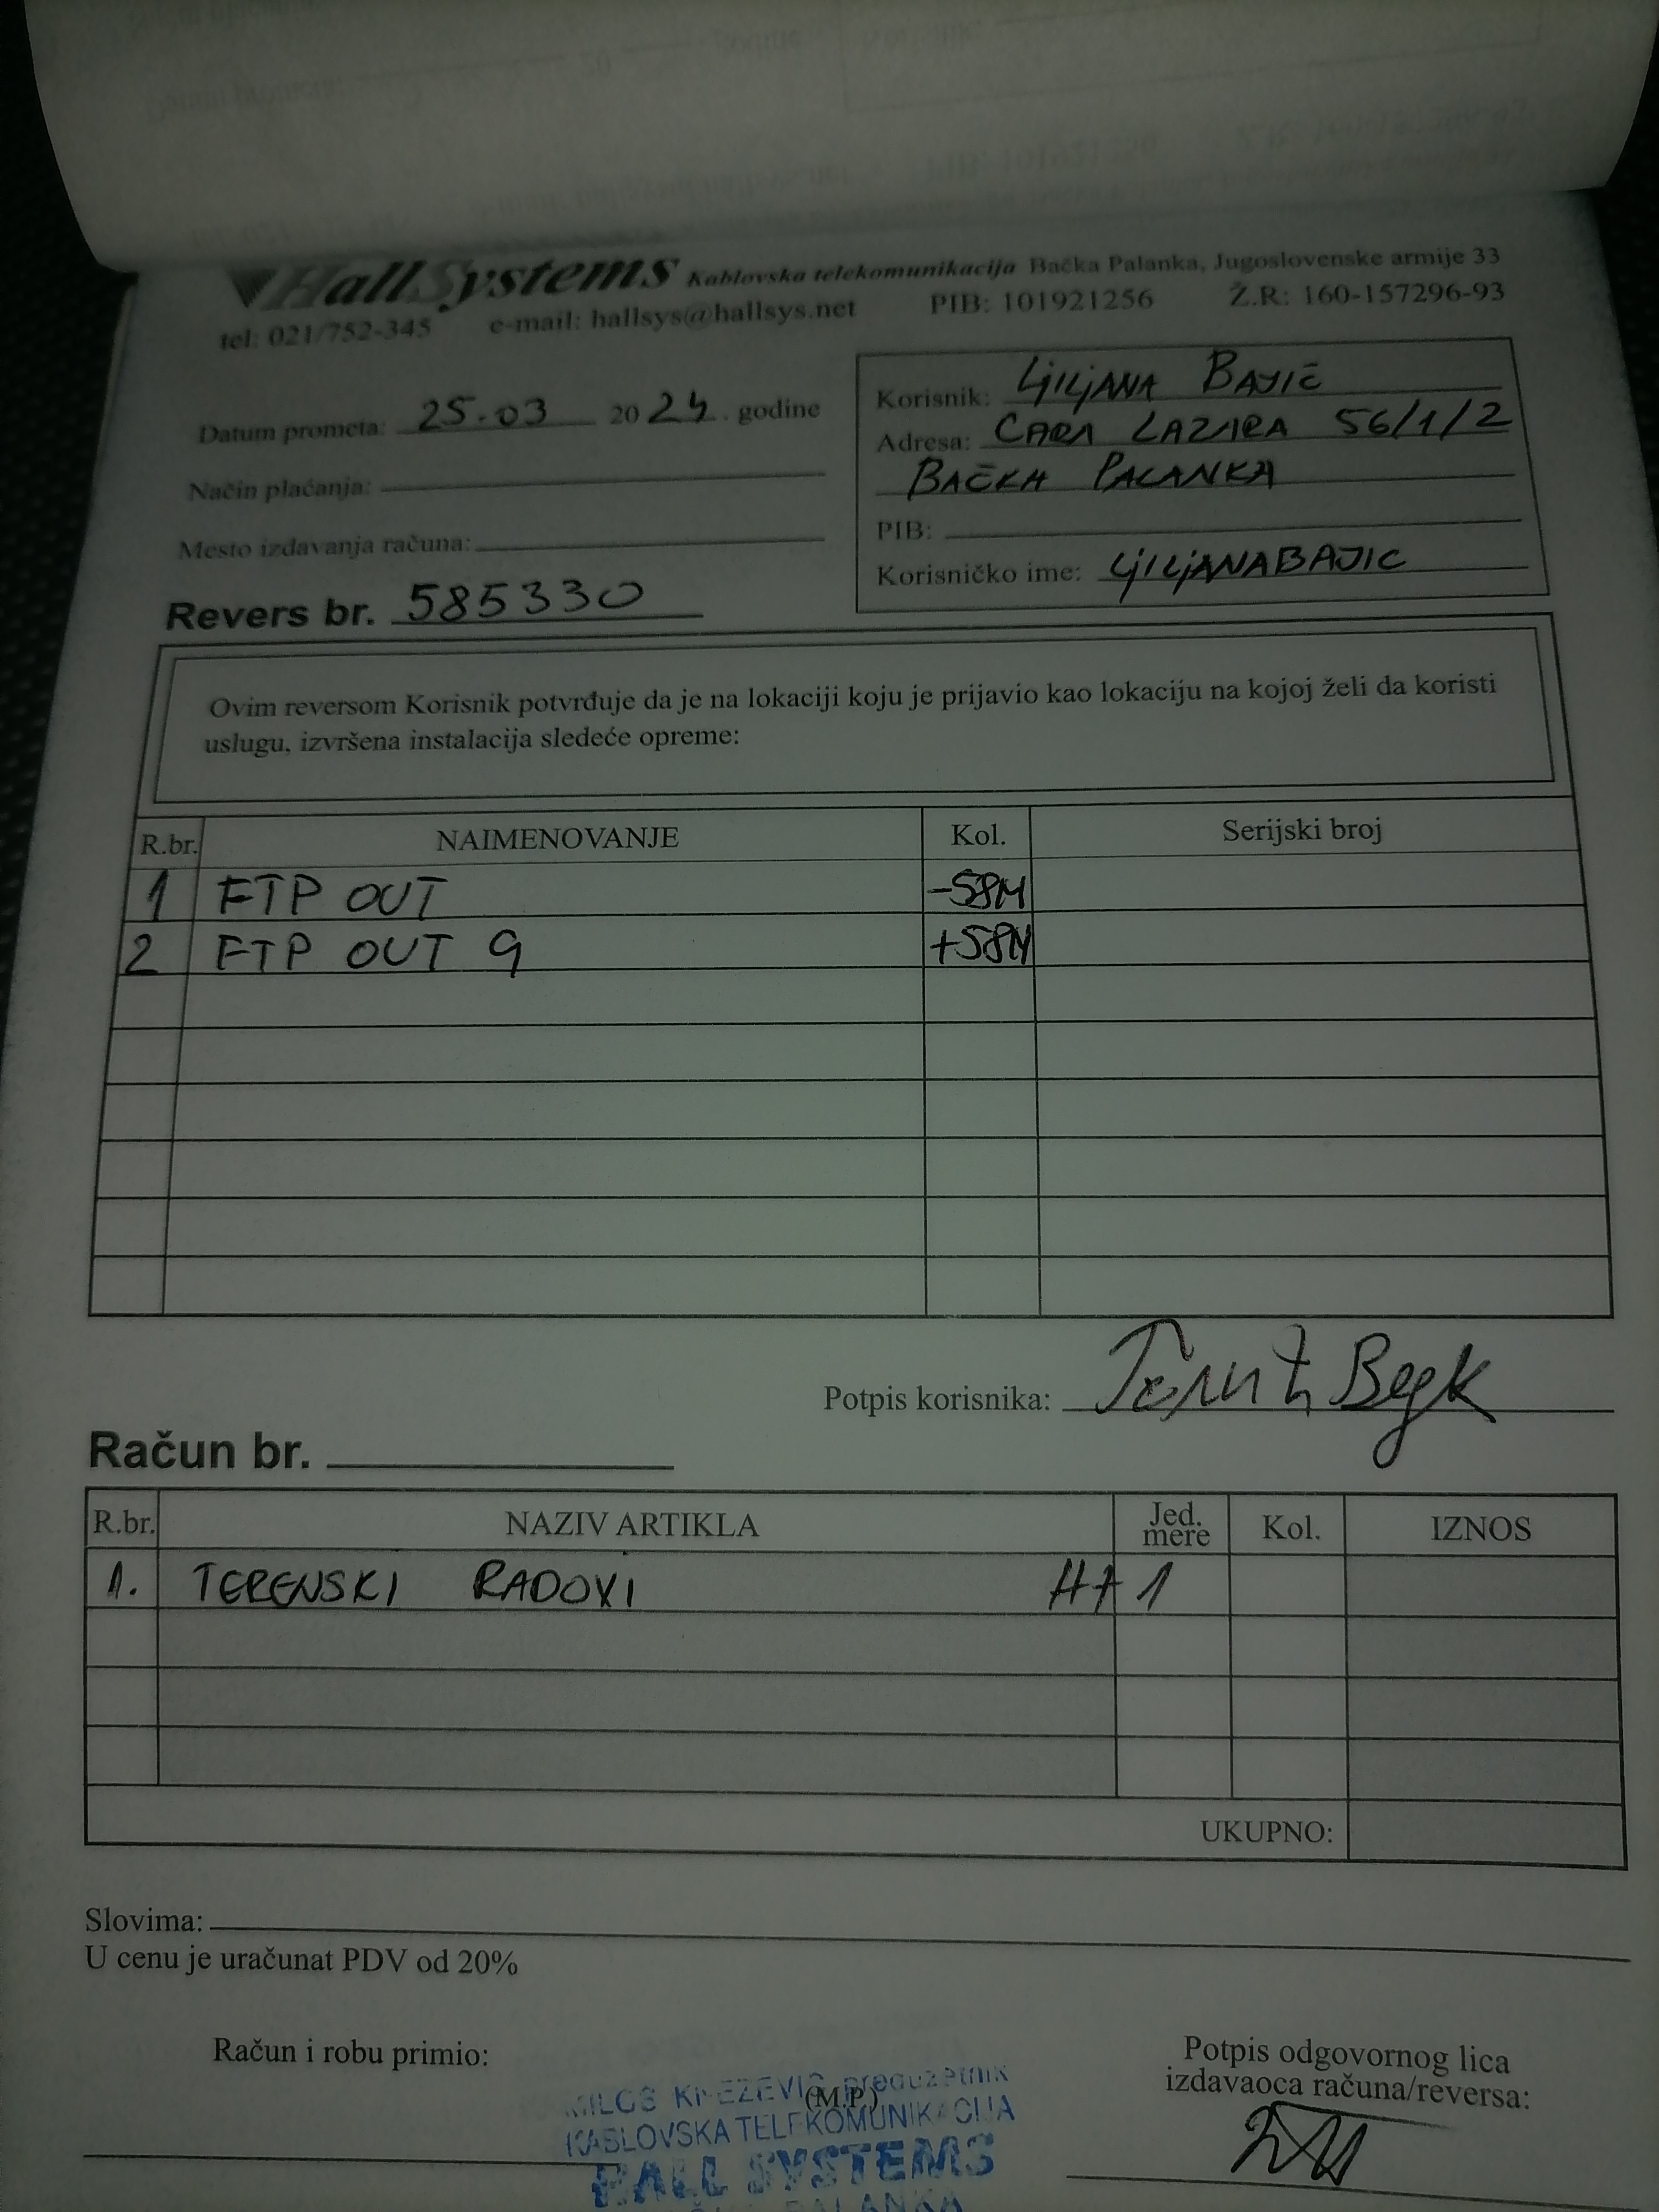 HallSystems Kablovska telekomunikacija Bačka Palanka, Jugoslovenske armije 33
tel: 021/752-345 e-mail: hallsys@hallsys.net PIB: 101921256 Ž.R: 160-157296-93
Datum prometa: 25.03 2024. godine
Način plaćanja:
Mesto izdavanja računa:
Revers br. 585330
Korisnik: LJILJANA BAJIĆ
Adresa: CARA LAZARA 56/1/2
BAČKA PALANKA
PIB:
Korisničko ime: LJILJANABAJIC
Ovim reversom Korisnik potvrđuje da je na lokaciji koju je prijavio kao lokaciju na kojoj želi da koristi
uslugu, izvršena instalacija sledeće opreme:
R.br. NAIMENOVANJE Kol. Serijski broj
1 FTP OUT -58M
2 FTP OUT G +58M
Potpis korisnika:
Račun br.
R.br. NAZIV ARTIKLA Jed. mere Kol. IZNOS
1. TERENSKI RADOVI 1
UKUPNO:
Slovima:
U cenu je uračunat PDV od 20%
Račun i robu primio:
(M.P.)
Potpis odgovornog lica
izdavaoca računa/reversa:
preduzetnik
KABLOVSKA TELEKOMUNIKACIJA
HALL SYSTEMS
PALANKA